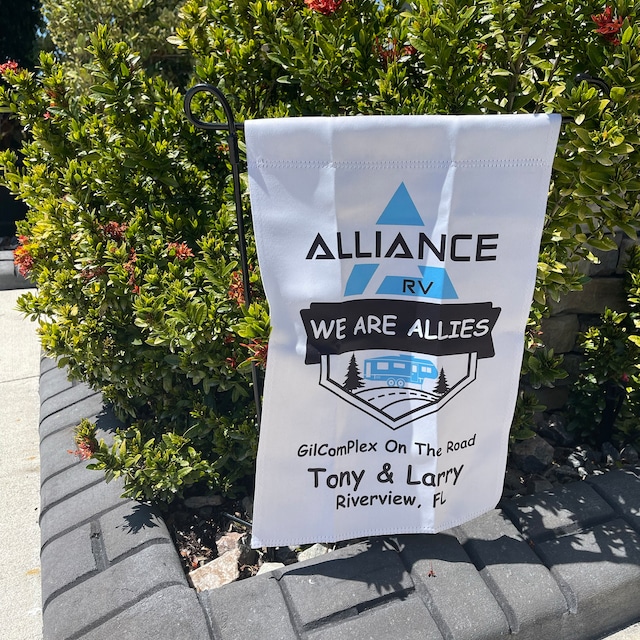 ALLIANCE
RV
WE ARE ALLIES
GilComPlex On The Road
Tony & Larry
Riverview, FL